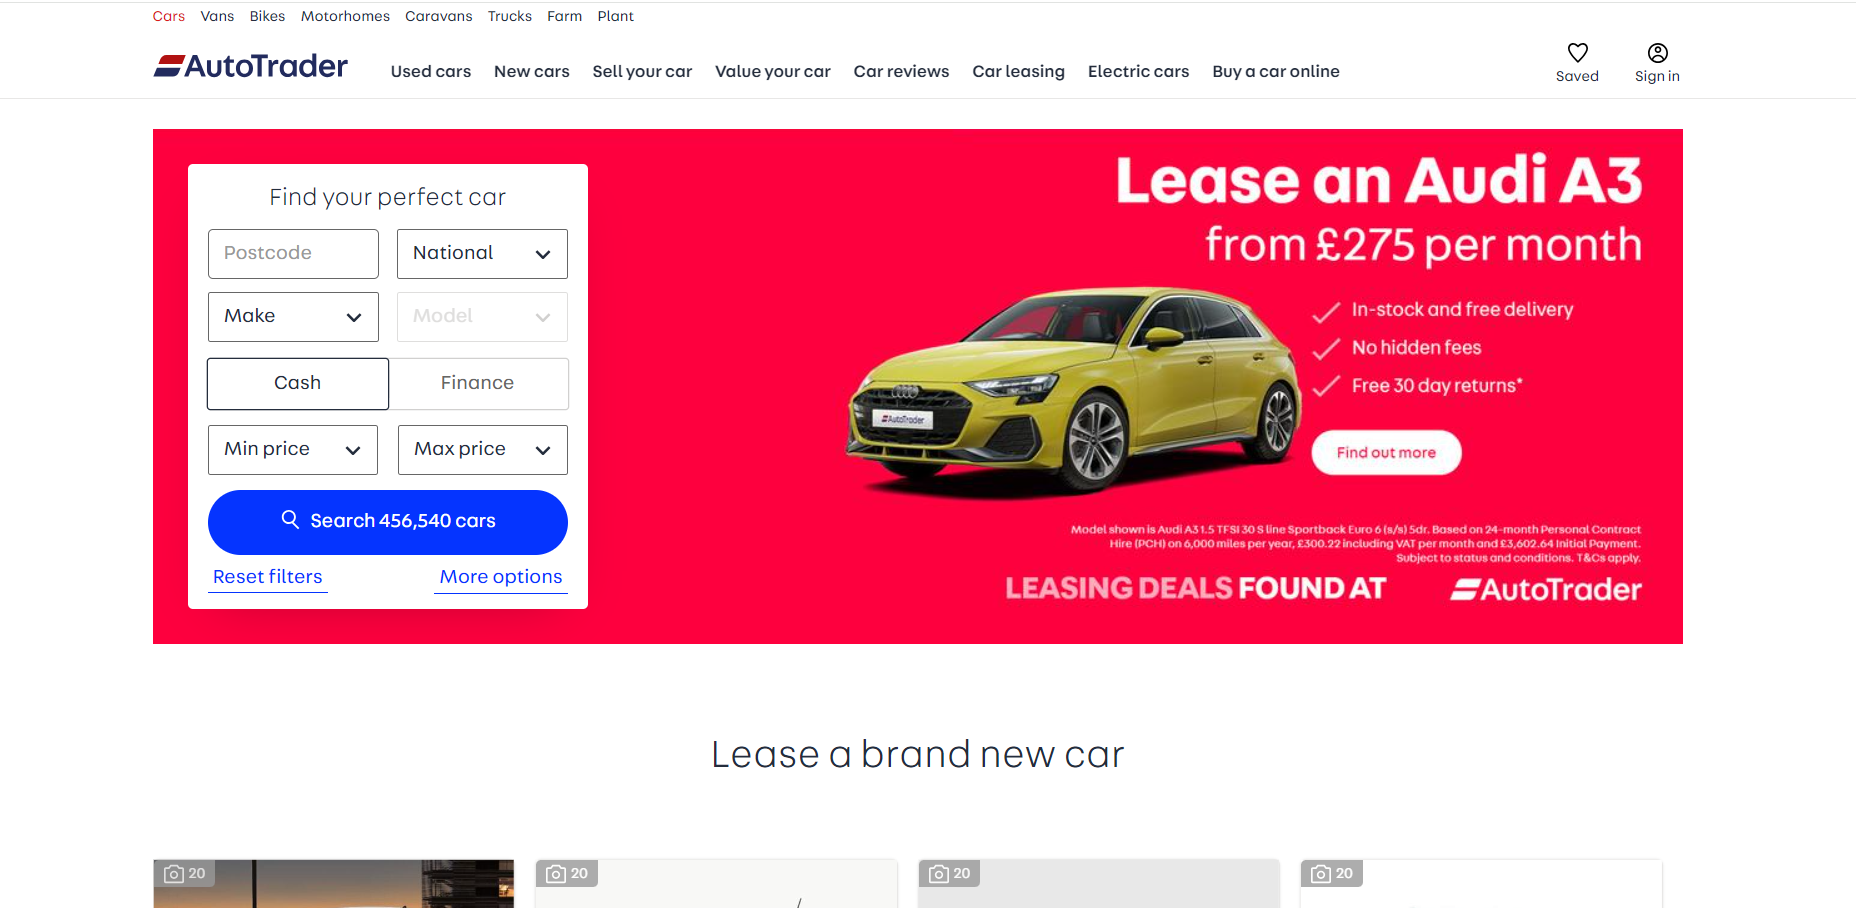 Cars Vans Bikes Motorhomes Caravans Trucks Farm Plant
AutoTrader
Used cars New cars Sell your car Value your car Car reviews Car leasing Electric cars Buy a car online
Saved
Sign in
Find your perfect car
Postcode
National
Make
Model
Cash
Finance
Min price
Max price
Search 456,540 cars
Reset filters
More options
Lease an Audi A3
from £275 per month
In-stock and free delivery
No hidden fees
Free 30 day returns*
Find out more
AutoTrader
Model shown is Audi A3 1.5 TFSI 30 S line Sportback Euro 6 (s/s) 5dr. Based on 24-month Personal Contract
Hire (PCH) on 6,000 miles per year, £300.22 including VAT per month and £3,602.64 Initial Payment.
Subject to status and conditions. T&Cs apply.
LEASING DEALS FOUND AT
AutoTrader
Lease a brand new car
20
20
20
20